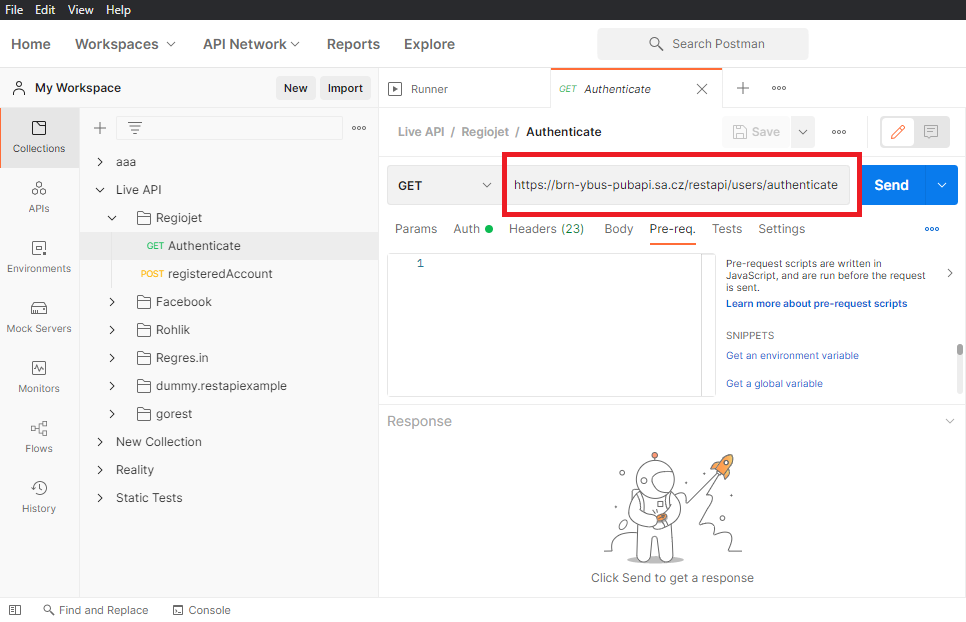 File Edit View Help
Home Workspaces API Network Reports Explore Search Postman
My Workspace New Import
Runner GET Authenticate
Collections
APIs
Environments
Mock Servers
Monitors
Flows
History
aaa
Live API
Regiojet
GET Authenticate
POST registeredAccount
Facebook
Rohlik
Regres.in
dummy.restapiexample
gorest
New Collection
Reality
Static Tests
Live API / Regiojet / Authenticate Save
GET https://brn-ybus-pubapi.sa.cz/restapi/users/authenticate Send
Params Auth Headers (23) Body Pre-req. Tests Settings
1
Pre-request scripts are written in
JavaScript, and are run before the request
is sent.
Learn more about pre-request scripts
SNIPPETS
Get an environment variable
Get a global variable
Response
Click Send to get a response
Find and Replace Console